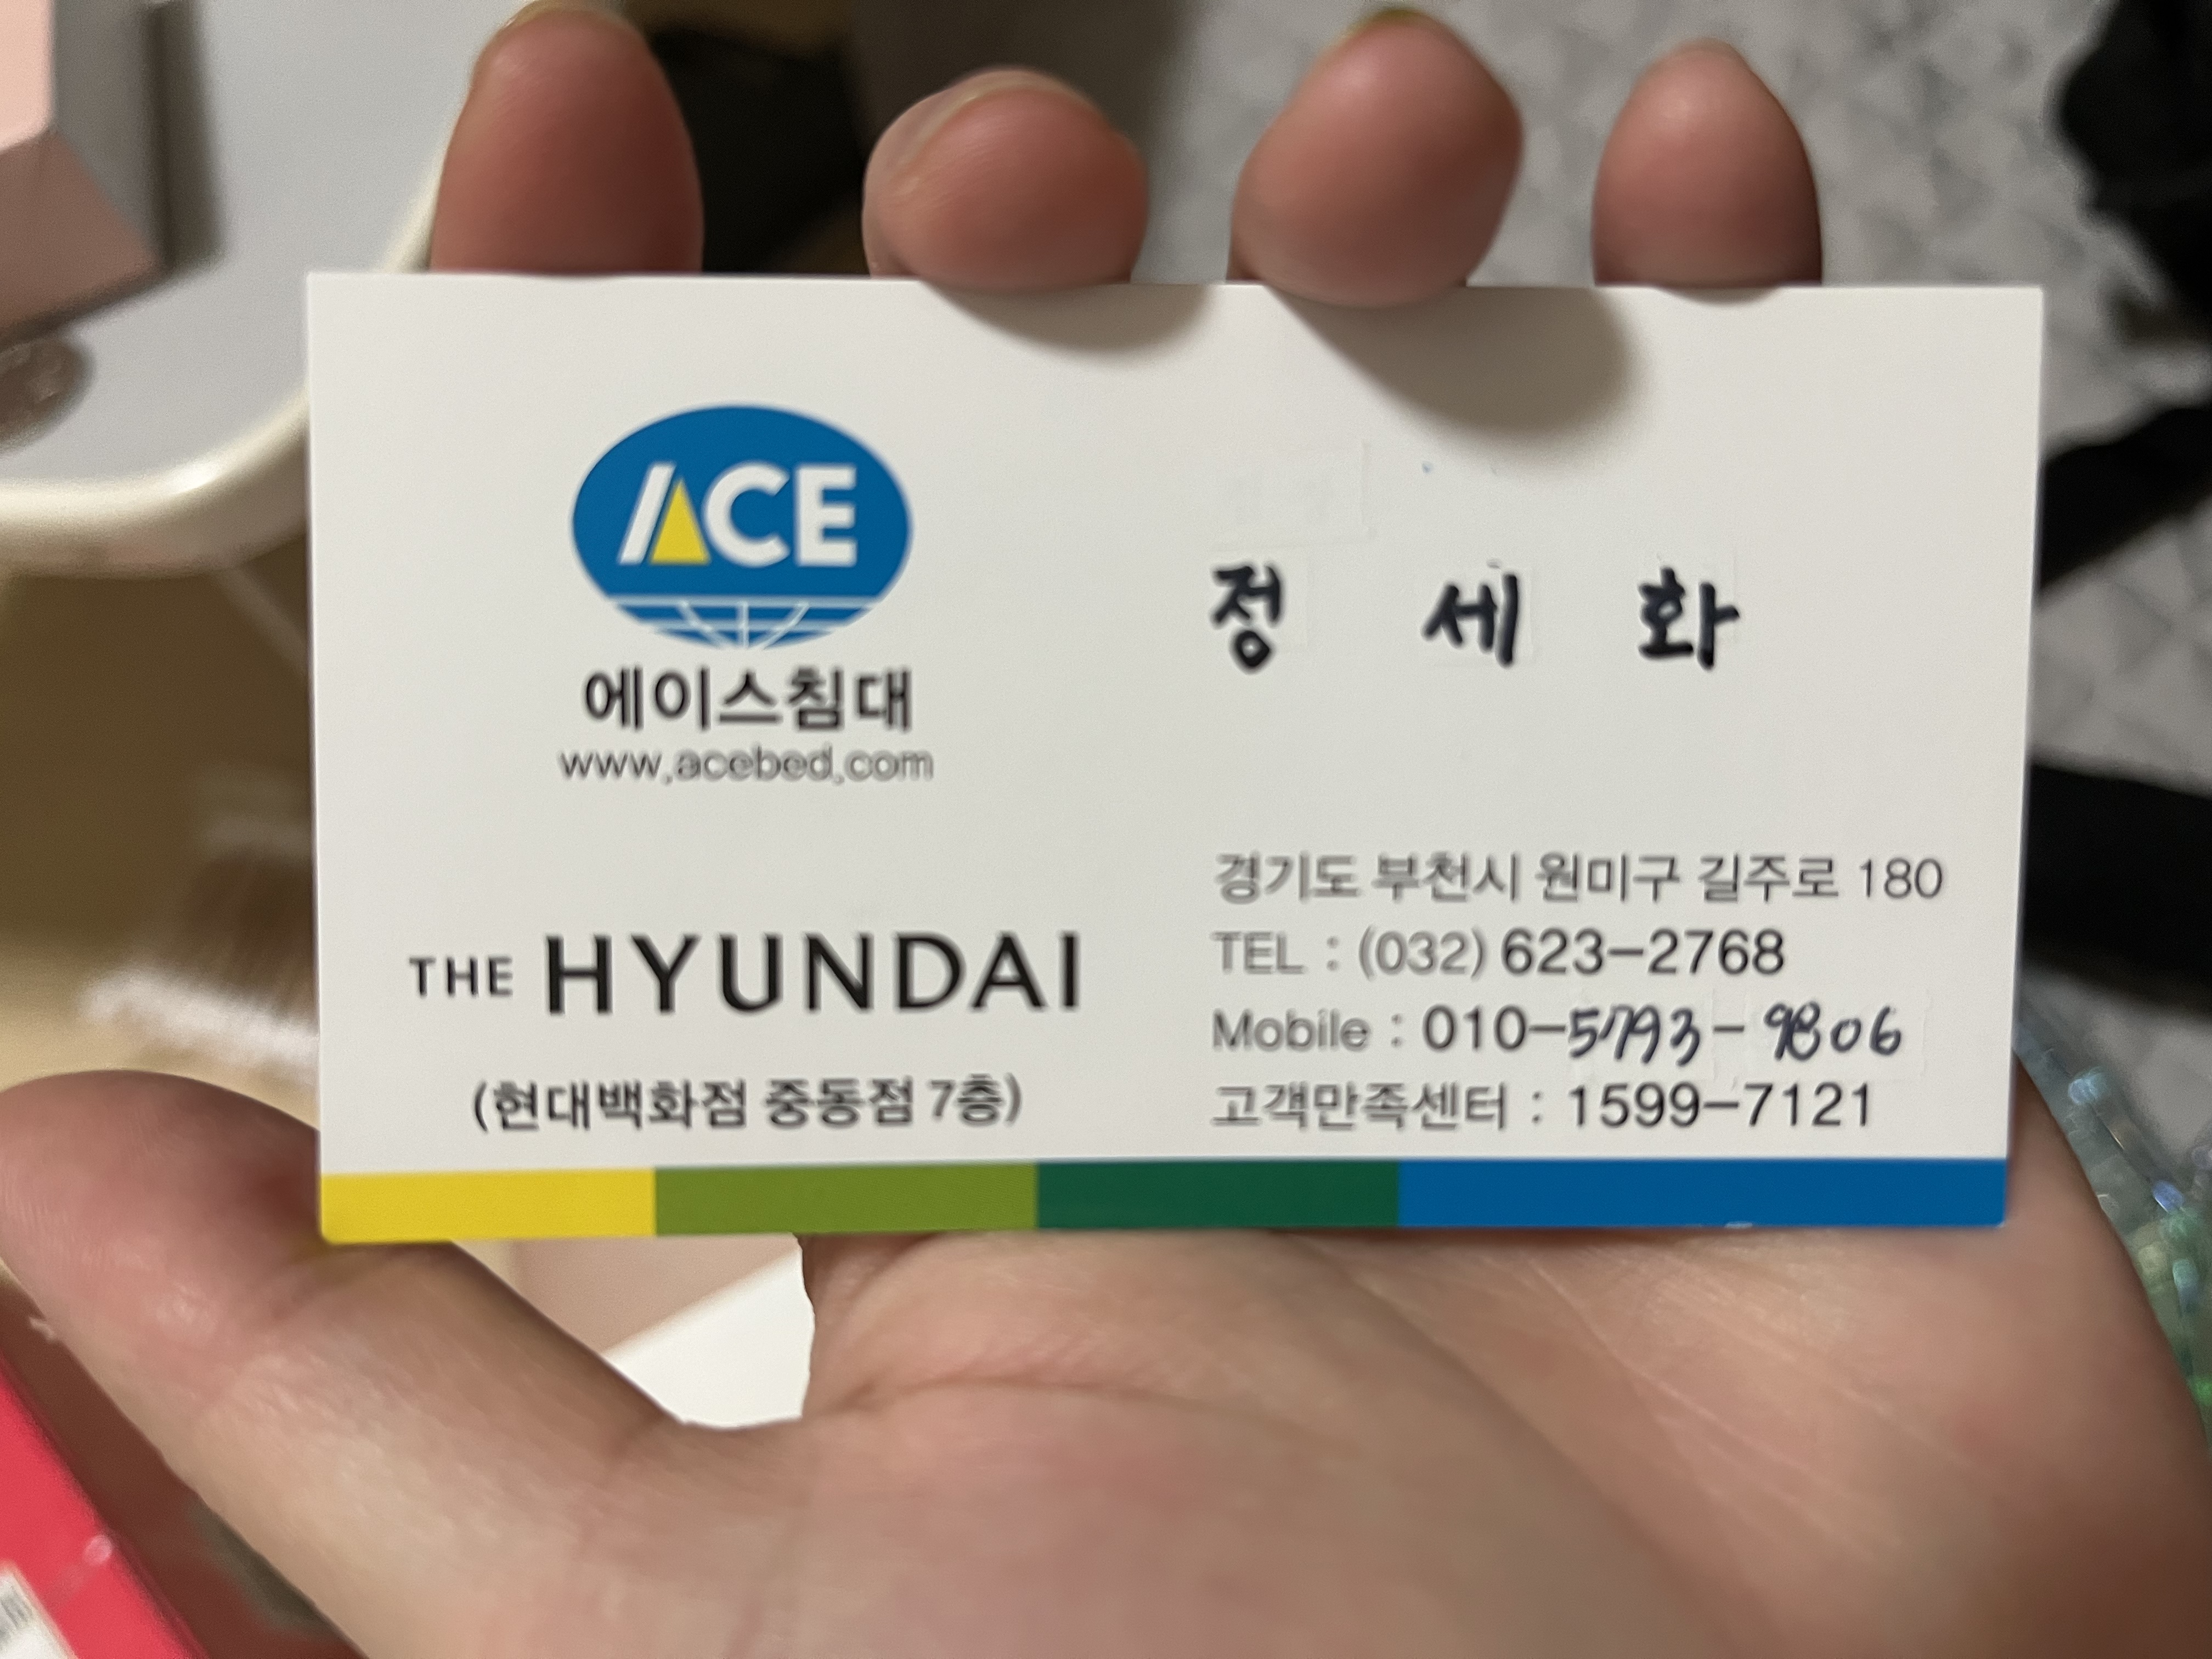 ACE
에이스침대
www.acebed.com
THE HYUNDAI
(현대백화점 중동점 7층)
정 세 화
경기도 부천시 원미구 길주로 180
TEL : (032) 623-2768
Mobile : 010-5793-9806
고객만족센터 : 1599-7121